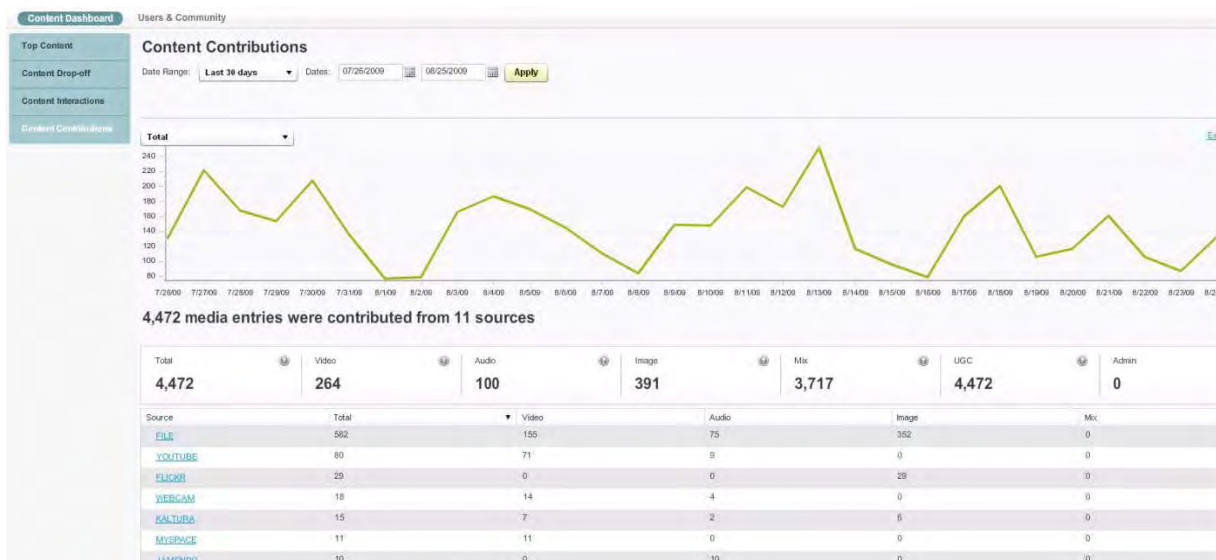 Content Dashboard Users & Community
Top Content
Content Drop-off
Content Interactions
Content Contributions
Content Contributions
Date Range: Last 30 days Dates: 07/26/2009 08/25/2009 Apply
Total
240
220
200
180
160
140
120
100
80
7/26/09 7/27/09 7/28/09 7/29/09 7/30/09 7/31/09 8/1/09 8/2/09 8/3/09 8/4/09 8/5/09 8/6/09 8/7/09 8/8/09 8/9/09 8/10/09 8/11/09 8/12/09 8/13/09 8/14/09 8/15/09 8/16/09 8/17/09 8/18/09 8/19/09 8/20/09 8/21/09 8/22/09 8/23/09
4,472 media entries were contributed from 11 sources
Total Video Audio Image Mix UGC Admin
4,472 264 100 391 3,717 4,472 0
Source Total Video Audio Image Mix
FILE 582 155 75 352 0
YOUTUBE 80 71 9 0 0
FLICKR 29 0 0 29 0
WEBCAM 18 14 4 0 0
KALTURA 15 7 2 6 0
MYSPACE 11 11 0 0 0
JAMENDO 10 0 10 0 0